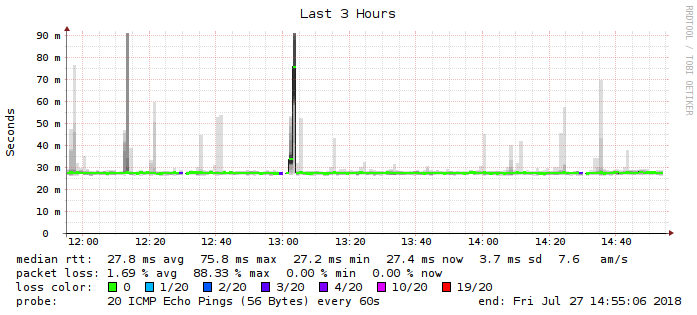 Last 3 Hours
RRDTOOL / TOBI OETIKER
Seconds
90 m
80 m
70 m
60 m
50 m
40 m
30 m
20 m
10 m
0
12:00 12:20 12:40 13:00 13:20 13:40 14:00 14:20 14:40
median rtt: 27.8 ms avg 75.8 ms max 27.2 ms min 27.4 ms now 3.7 ms sd 7.6 am/s
packet loss: 1.69 % avg 88.33 % max 0.00 % min 0.00 % now
loss color: 0 1/20 2/20 3/20 4/20 10/20 19/20
probe: 20 ICMP Echo Pings (56 Bytes) every 60s end: Fri Jul 27 14:55:06 2018